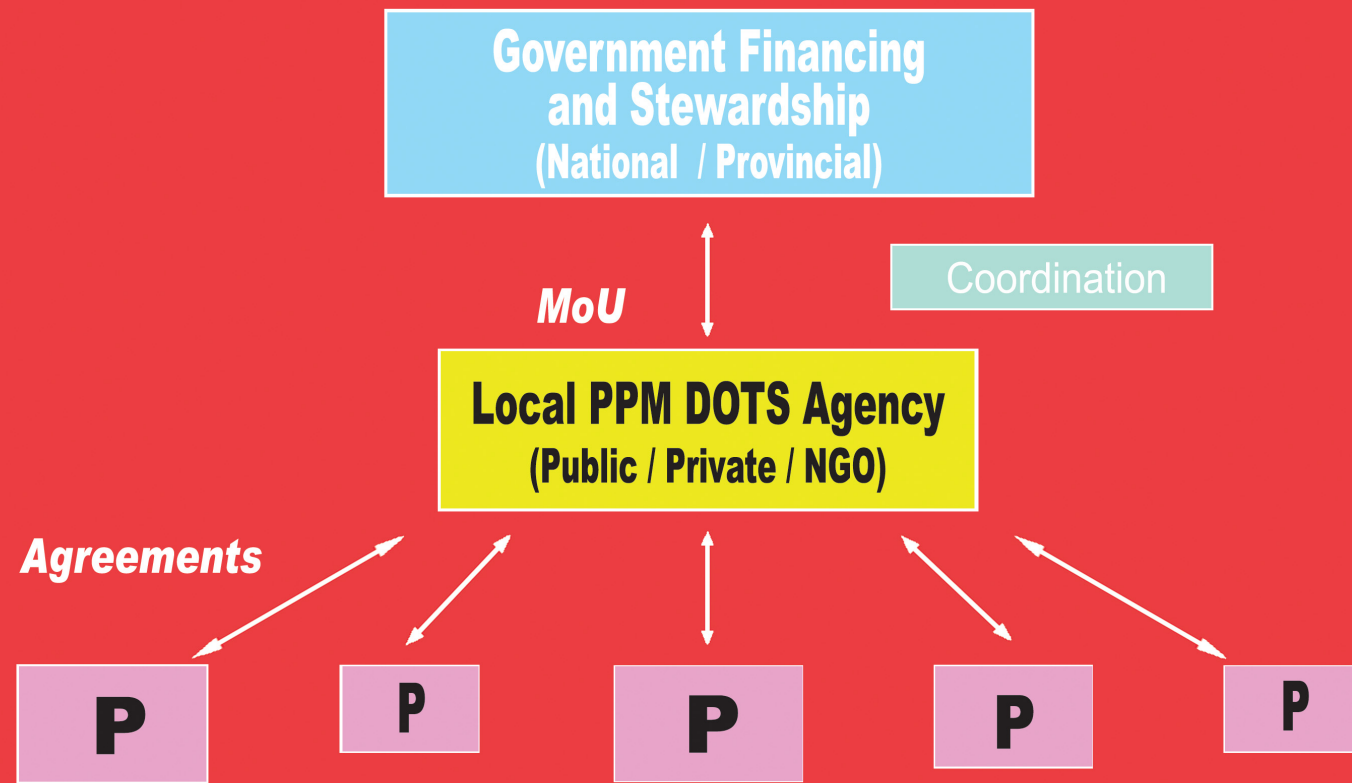 Government Financing
and Stewardship
(National / Provincial)
Coordination
MoU
Local PPM DOTS Agency
(Public / Private / NGO)
Agreements
P
P
P
P
P